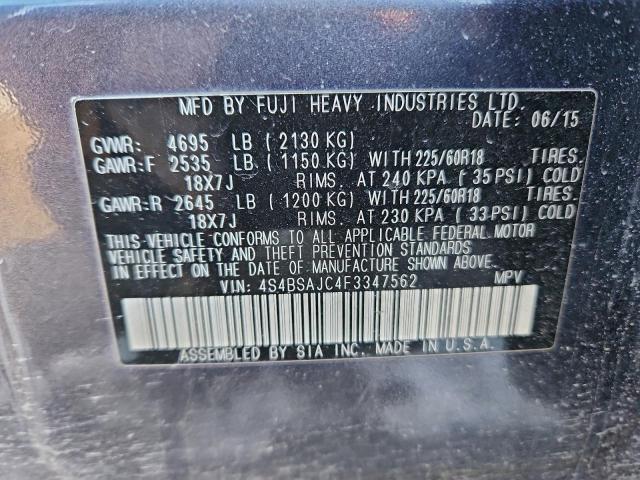 MFD BY FUJI HEAVY INDUSTRIES LTD.
DATE: 06/15
GVWR: 4695 LB ( 2130 KG)
GAWR:F 2535 LB ( 1150 KG) WITH 225/60R18 TIRES.
18X7J RIMS. AT 240 KPA ( 35 PSI) COLD
GAWR:R 2645 LB ( 1200 KG) WITH 225/60R18 TIRES.
18X7J RIMS. AT 230 KPA ( 33 PSI) COLD
THIS VEHICLE CONFORMS TO ALL APPLICABLE FEDERAL MOTOR
VEHICLE SAFETY AND THEFT PREVENTION STANDARDS
IN EFFECT ON THE DATE OF MANUFACTURE SHOWN ABOVE.
VIN: 4S4BSAJC4F3347562 MPV
ASSEMBLED BY SIA INC. MADE IN U.S.A.